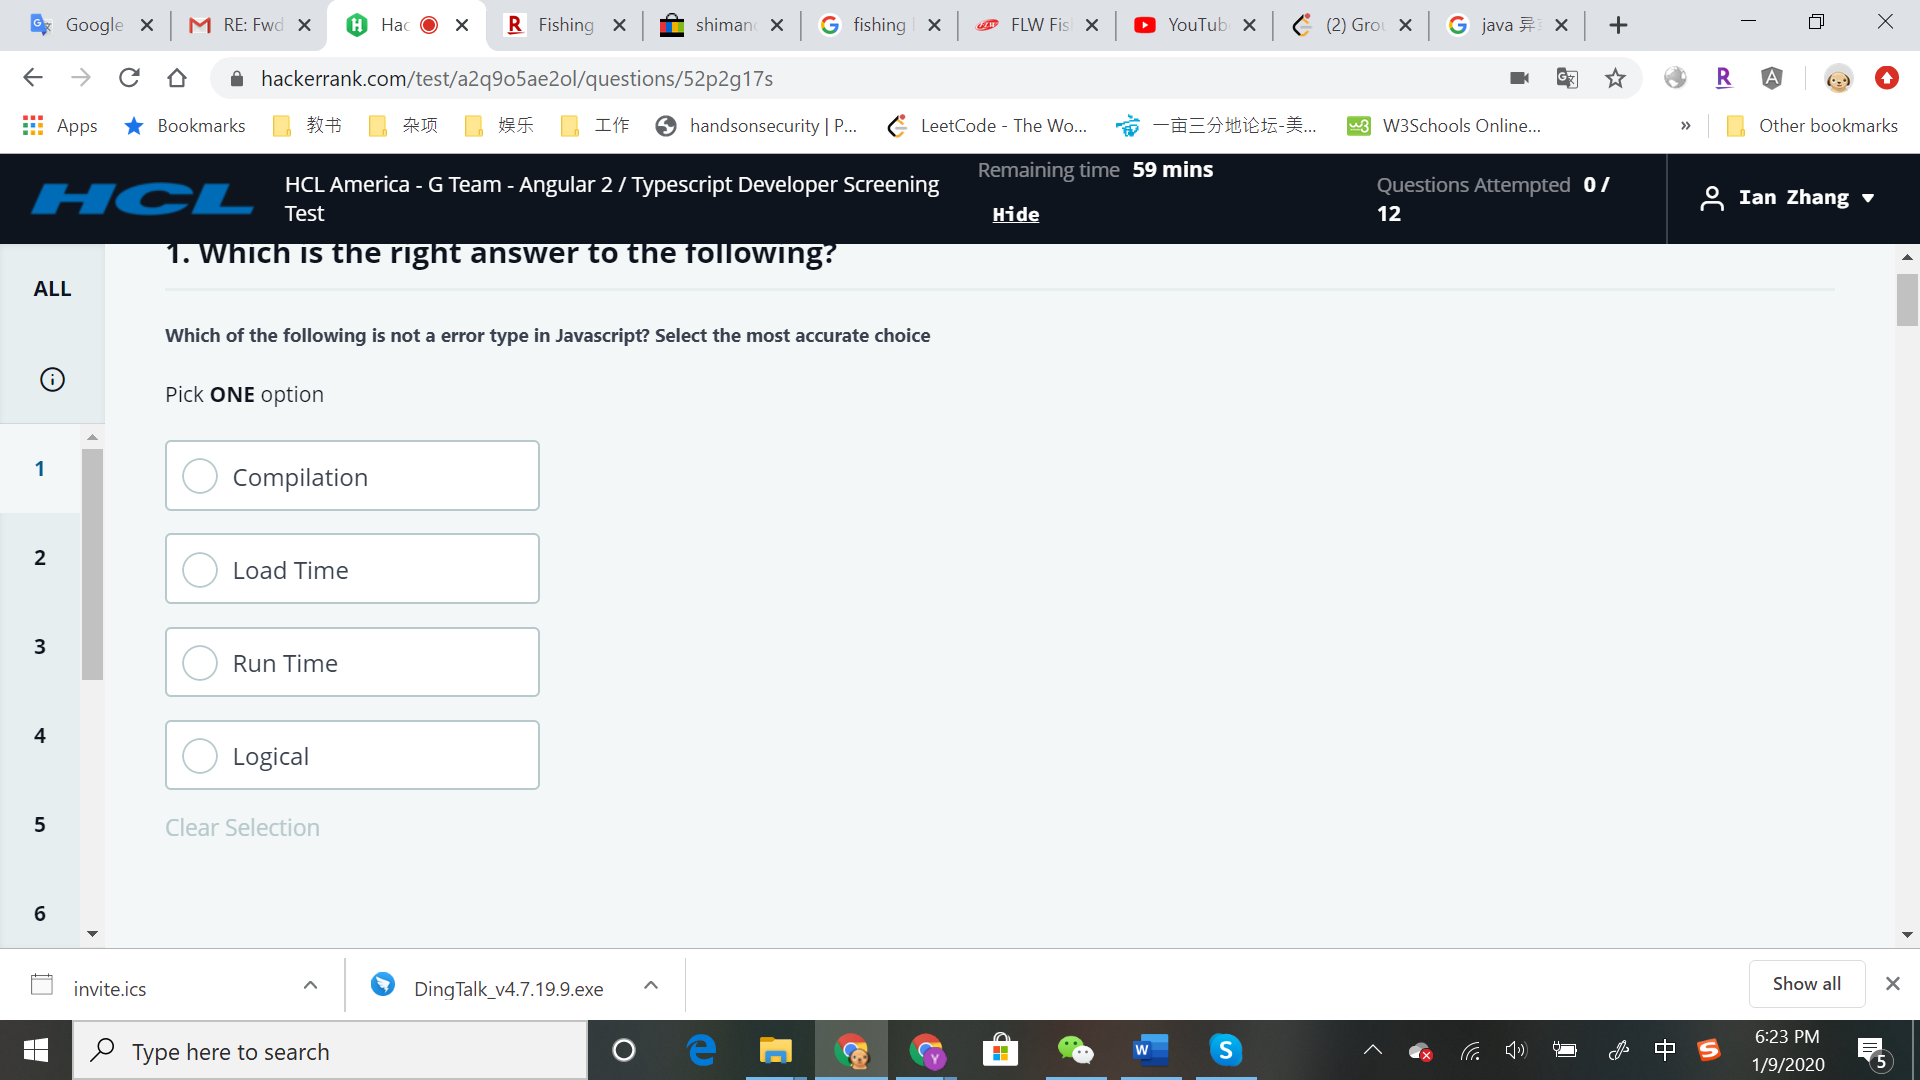 Google
RE: Fwd
Hac
Fishing
shiman
fishing
FLW Fis
YouTub
(2) Grou
java 异
hackerrank.com/test/a2q9o5ae2ol/questions/52p2g17s
Apps
Bookmarks
教书
杂项
娱乐
工作
handsonsecurity | P...
LeetCode - The Wo...
一亩三分地论坛-美...
W3Schools Online...
»
Other bookmarks
HCL
HCL America - G Team - Angular 2 / Typescript Developer Screening
Test
Remaining time 59 mins
Hide
Questions Attempted 0 /
12
Ian Zhang
ALL
1
2
3
4
5
6
1. Which is the right answer to the following?
Which of the following is not a error type in Javascript? Select the most accurate choice
Pick ONE option
Compilation
Load Time
Run Time
Logical
Clear Selection
invite.ics
DingTalk_v4.7.19.9.exe
Show all
Type here to search
中
6:23 PM
1/9/2020
5